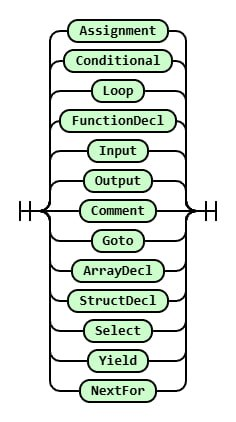 Assignment
Conditional
Loop
FunctionDecl
Input
Output
Comment
Goto
ArrayDecl
StructDecl
Select
Yield
NextFor